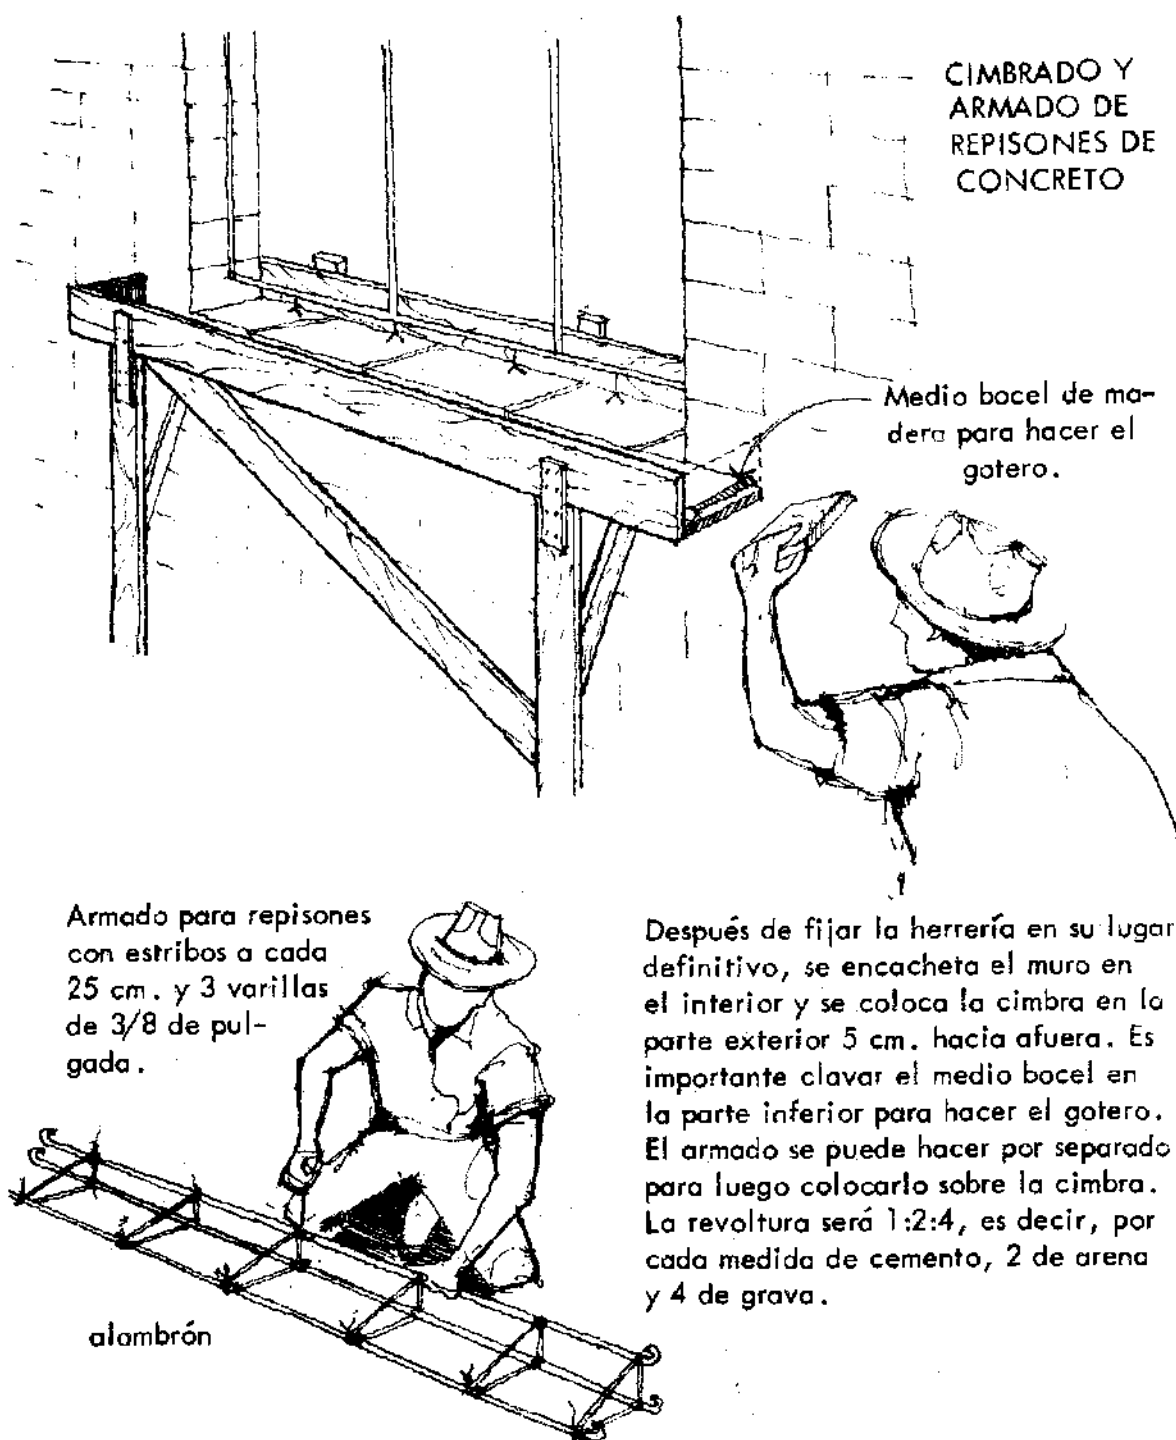 CIMBRADO Y
ARMADO DE
REPISONES DE
CONCRETO
Medio bocel de ma-
dera para hacer el
gotero.
Armado para repisones
con estribos a cada
25 cm. y 3 varillas
de 3/8 de pul-
gada.
alambrón
Después de fijar la herrería en su lugar
definitivo, se encacheta el muro en
el interior y se coloca la cimbra en la
parte exterior 5 cm. hacia afuera. Es
importante clavar el medio bocel en
la parte inferior para hacer el gotero.
El armado se puede hacer por separado
para luego colocarlo sobre la cimbra.
La revoltura será 1:2:4, es decir, por
cada medida de cemento, 2 de arena
y 4 de grava.